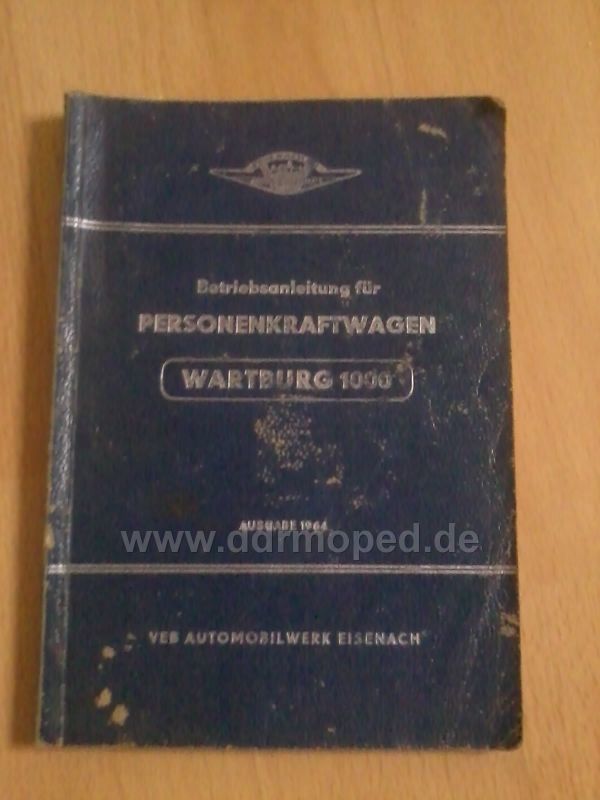 Betriebsanleitung für
PERSONENKRAFTWAGEN
WARTBURG 1000
AUSGABE 1964
www.ddrmoped.de
VEB AUTOMOBILWERK EISENACH